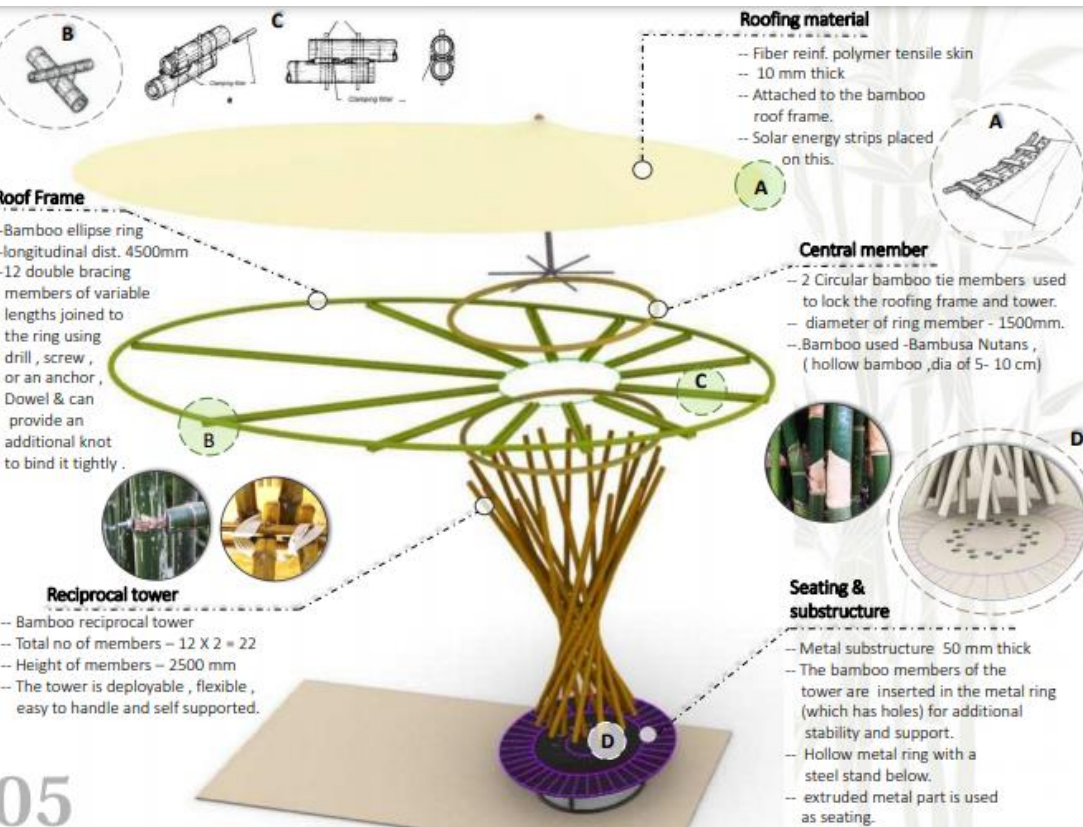 B
C
Clamping filler
Clamping filler
Roofing material
-- Fiber reinf. polymer tensile skin
-- 10 mm thick
-- Attached to the bamboo
roof frame.
-- Solar energy strips placed
on this.
A
A
Roof Frame
-Bamboo ellipse ring
-longitudinal dist. 4500mm
-12 double bracing
members of variable
lengths joined to
the ring using
drill , screw ,
or an anchor ,
Dowel & can
provide an
additional knot
to bind it tightly .
Central member
-- 2 Circular bamboo tie members used
to lock the roofing frame and tower.
-- diameter of ring member - 1500mm.
--.Bamboo used -Bambusa Nutans ,
( hollow bamboo ,dia of 5- 10 cm)
C
B
D
Reciprocal tower
-- Bamboo reciprocal tower
-- Total no of members – 12 X 2 = 22
-- Height of members – 2500 mm
-- The tower is deployable , flexible ,
easy to handle and self supported.
Seating &
substructure
-- Metal substructure 50 mm thick
-- The bamboo members of the
tower are inserted in the metal ring
(which has holes) for additional
stability and support.
-- Hollow metal ring with a
steel stand below.
-- extruded metal part is used
as seating.
D
05